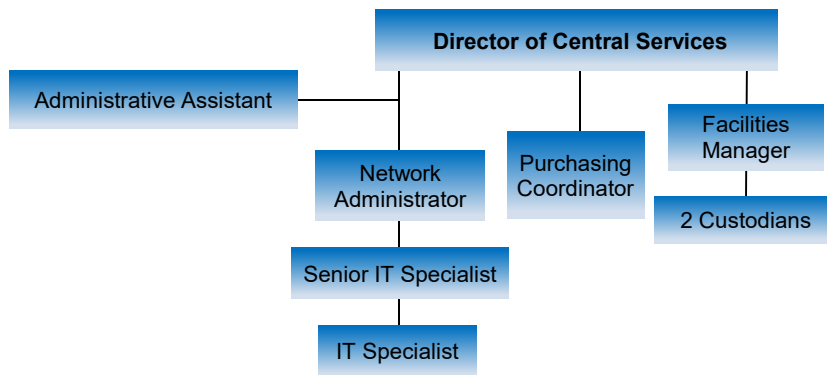 Director of Central Services
Administrative Assistant
Network
Administrator
Purchasing
Coordinator
Facilities
Manager
2 Custodians
Senior IT Specialist
IT Specialist